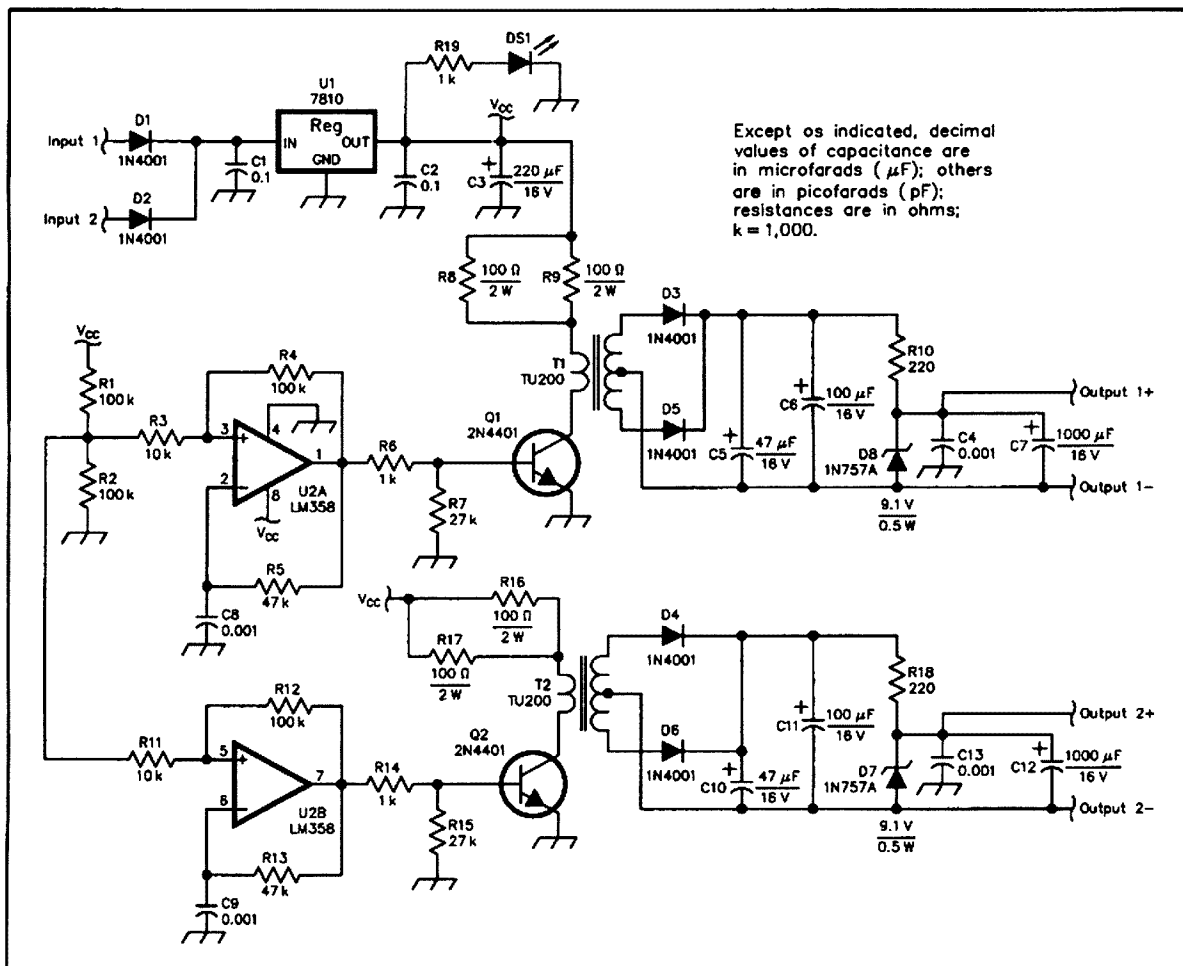 R19
1 k
DS1
U1
7810
Reg
IN
OUT
GND
VCC
Input 1
D1
1N4001
Input 2
D2
1N4001
C1
0.1
C2
0.1
C3
+
220 µF
16 V
Except os indicated, decimal
values of capacitance are
in microfarads ( µF); others
are in picofarads ( pF);
resistances are in ohms;
k = 1,000.
R8
100 Ω
2 W
R9
100 Ω
2 W
VCC
R1
100 k
R2
100 k
R3
10 k
R4
100 k
3
+
2
−
4
8
1
VCC
U2A
LM358
R5
47 k
C8
0.001
R6
1 k
R7
27 k
Q1
2N4401
T1
TU200
D3
1N4001
D5
1N4001
+
C5
47 µF
16 V
+
C6
100 µF
16 V
R10
220
D8
1N757A
9.1 V
0.5 W
C4
0.001
+
C7
1000 µF
16 V
Output 1+
Output 1−
VCC
R16
100 Ω
2 W
R17
100 Ω
2 W
R12
100 k
R11
10 k
5
+
6
−
7
U2B
LM358
R13
47 k
C9
0.001
R14
1 k
R15
27 k
Q2
2N4401
T2
TU200
D4
1N4001
D6
1N4001
+
C10
47 µF
16 V
+
C11
100 µF
16 V
R18
220
D7
1N757A
9.1 V
0.5 W
C13
0.001
+
C12
1000 µF
16 V
Output 2+
Output 2−